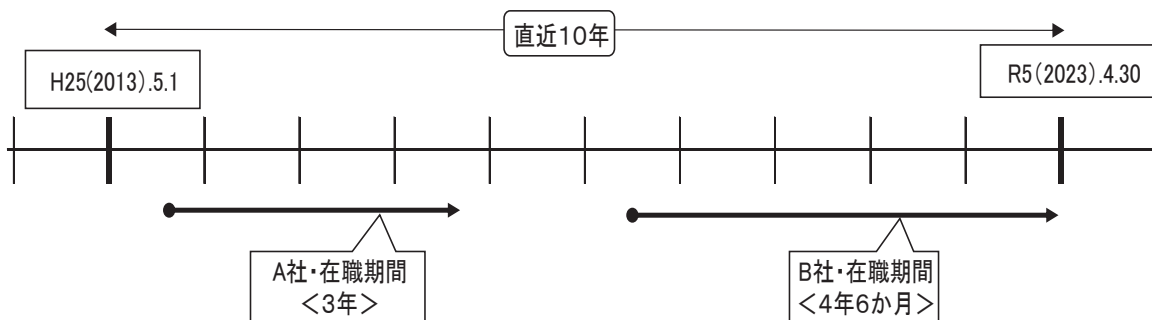 直近10年
H25(2013).5.1
R5(2023).4.30
A社・在職期間
＜3年＞
B社・在職期間
＜4年6か月＞